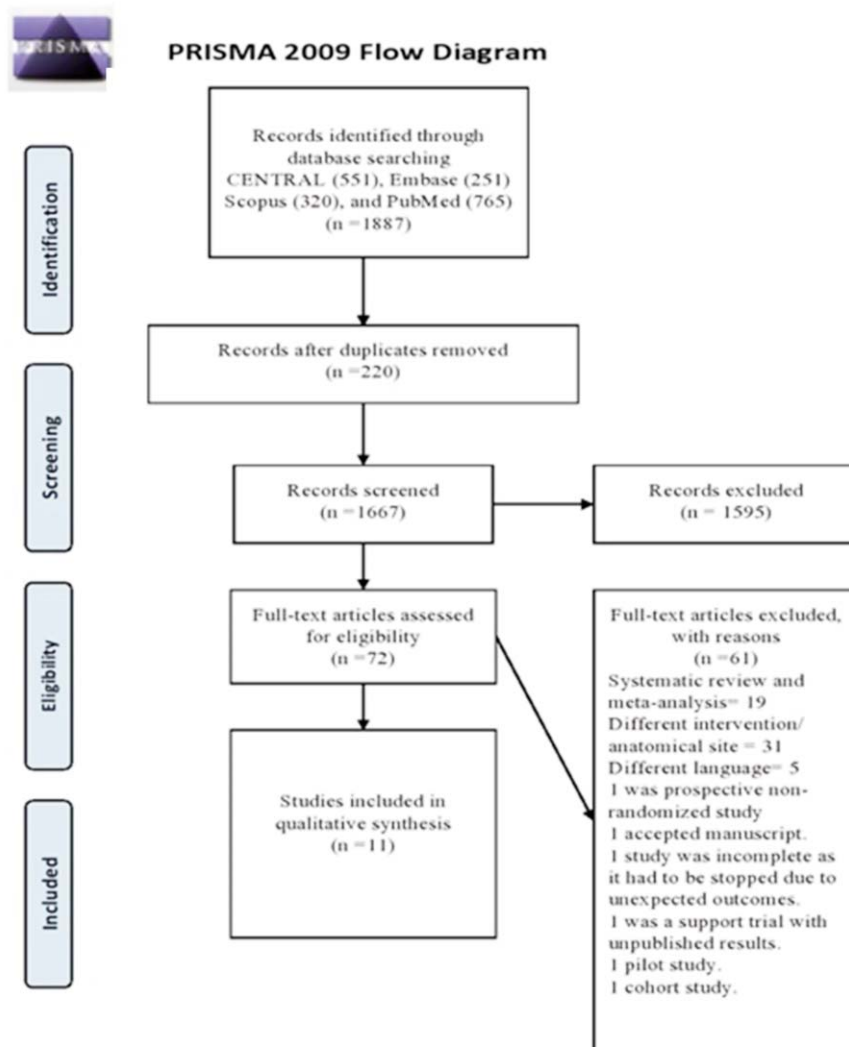 PRISMA
PRISMA 2009 Flow Diagram
Identification
Records identified through
database searching
CENTRAL (551), Embase (251)
Scopus (320), and PubMed (765)
(n =1887)
Records after duplicates removed
(n =220)
Screening
Records screened
(n =1667)
Records excluded
(n = 1595)
Eligibility
Full-text articles assessed
for eligibility
(n =72)
Full-text articles excluded,
with reasons
(n =61)
Systematic review and
meta-analysis= 19
Different intervention/
anatomical site = 31
Different language= 5
1 was prospective non-
randomized study
1 accepted manuscript.
1 study was incomplete as
it had to be stopped due to
unexpected outcomes.
1 was a support trial with
unpublished results.
1 pilot study.
1 cohort study.
Included
Studies included in
qualitative synthesis
(n =11)